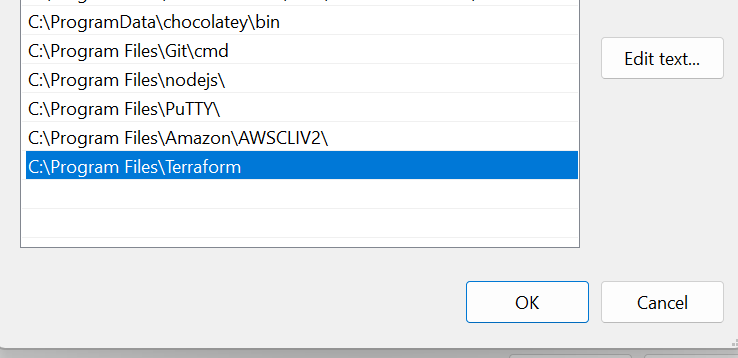 C:\ProgramData\chocolatey\bin
C:\Program Files\Git\cmd
Edit text...
C:\Program Files\nodejs\
C:\Program Files\PuTTY\
C:\Program Files\Amazon\AWSCLIV2\
C:\Program Files\Terraform
OK
Cancel